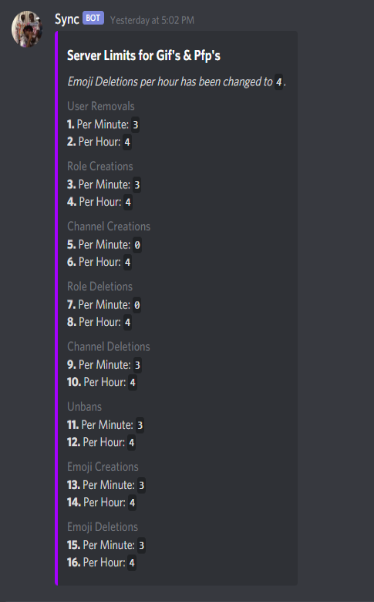 Sync BOT Yesterday at 5:02 PM
Server Limits for Gif's & Pfp's
Emoji Deletions per hour has been changed to 4.
User Removals
1. Per Minute: 3
2. Per Hour: 4
Role Creations
3. Per Minute: 3
4. Per Hour: 4
Channel Creations
5. Per Minute: 0
6. Per Hour: 4
Role Deletions
7. Per Minute: 0
8. Per Hour: 4
Channel Deletions
9. Per Minute: 3
10. Per Hour: 4
Unbans
11. Per Minute: 3
12. Per Hour: 4
Emoji Creations
13. Per Minute: 3
14. Per Hour: 4
Emoji Deletions
15. Per Minute: 3
16. Per Hour: 4